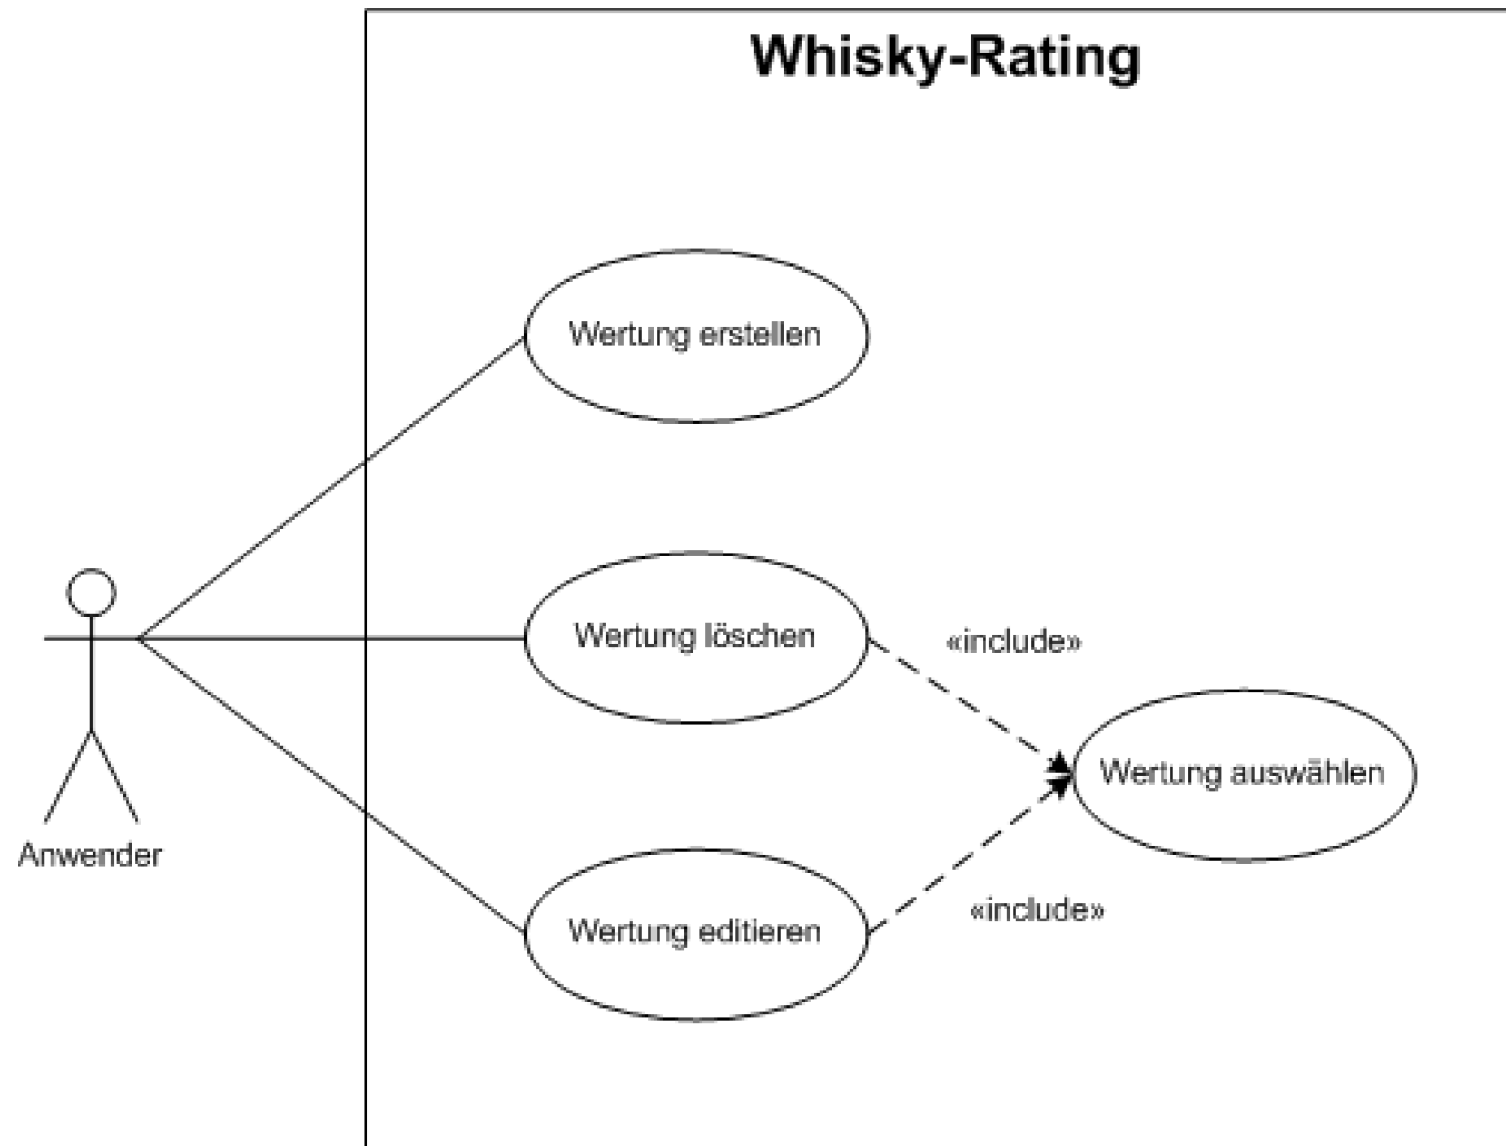 Whisky-Rating
Wertung erstellen
Wertung löschen
«include»
Wertung auswählen
Anwender
«include»
Wertung editieren